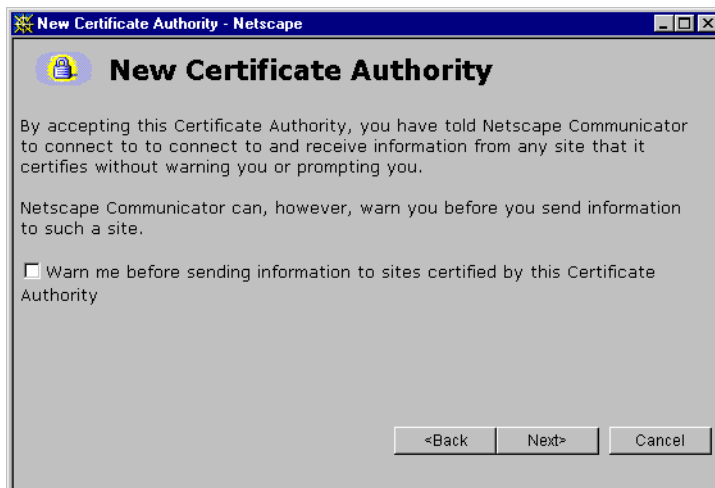 New Certificate Authority - Netscape
New Certificate Authority
By accepting this Certificate Authority, you have told Netscape Communicator
to connect to to connect to and receive information from any site that it
certifies without warning you or prompting you.
Netscape Communicator can, however, warn you before you send information
to such a site.
Warn me before sending information to sites certified by this Certificate
Authority
<Back Next> Cancel